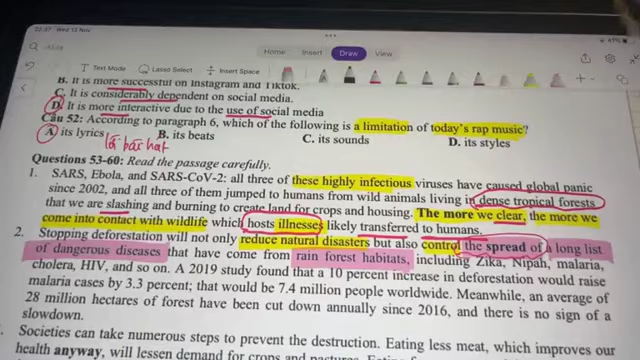 22:37 Wed 13 Nov
41%
Home Insert Draw View
Text Mode Lasso Select Insert Space
B. It is more successful on Instagram and Tiktok.
C. It is considerably dependent on social media.
D. It is more interactive due to the use of social media
Câu 52: According to paragraph 6, which of the following is a limitation of today's rap music?
A. its lyrics B. its beats C. its sounds D. its styles
lời bài hát
Questions 53-60: Read the passage carefully.
1. SARS, Ebola, and SARS-CoV-2: all three of these highly infectious viruses have caused global panic
since 2002, and all three of them jumped to humans from wild animals living in dense tropical forests
that we are slashing and burning to create land for crops and housing. The more we clear, the more we
come into contact with wildlife which hosts illnesses likely transferred to humans.
2. Stopping deforestation will not only reduce natural disasters but also control the spread of a long list
of dangerous diseases that have come from rain forest habitats, including Zika, Nipah, malaria,
cholera, HIV, and so on. A 2019 study found that a 10 percent increase in deforestation would raise
malaria cases by 3.3 percent; that would be 7.4 million people worldwide. Meanwhile, an average of
28 million hectares of forest have been cut down annually since 2016, and there is no sign of a
slowdown.
Societies can take numerous steps to prevent the destruction. Eating less meat, which improves our
health anyway, will lessen demand for crops and pastures.